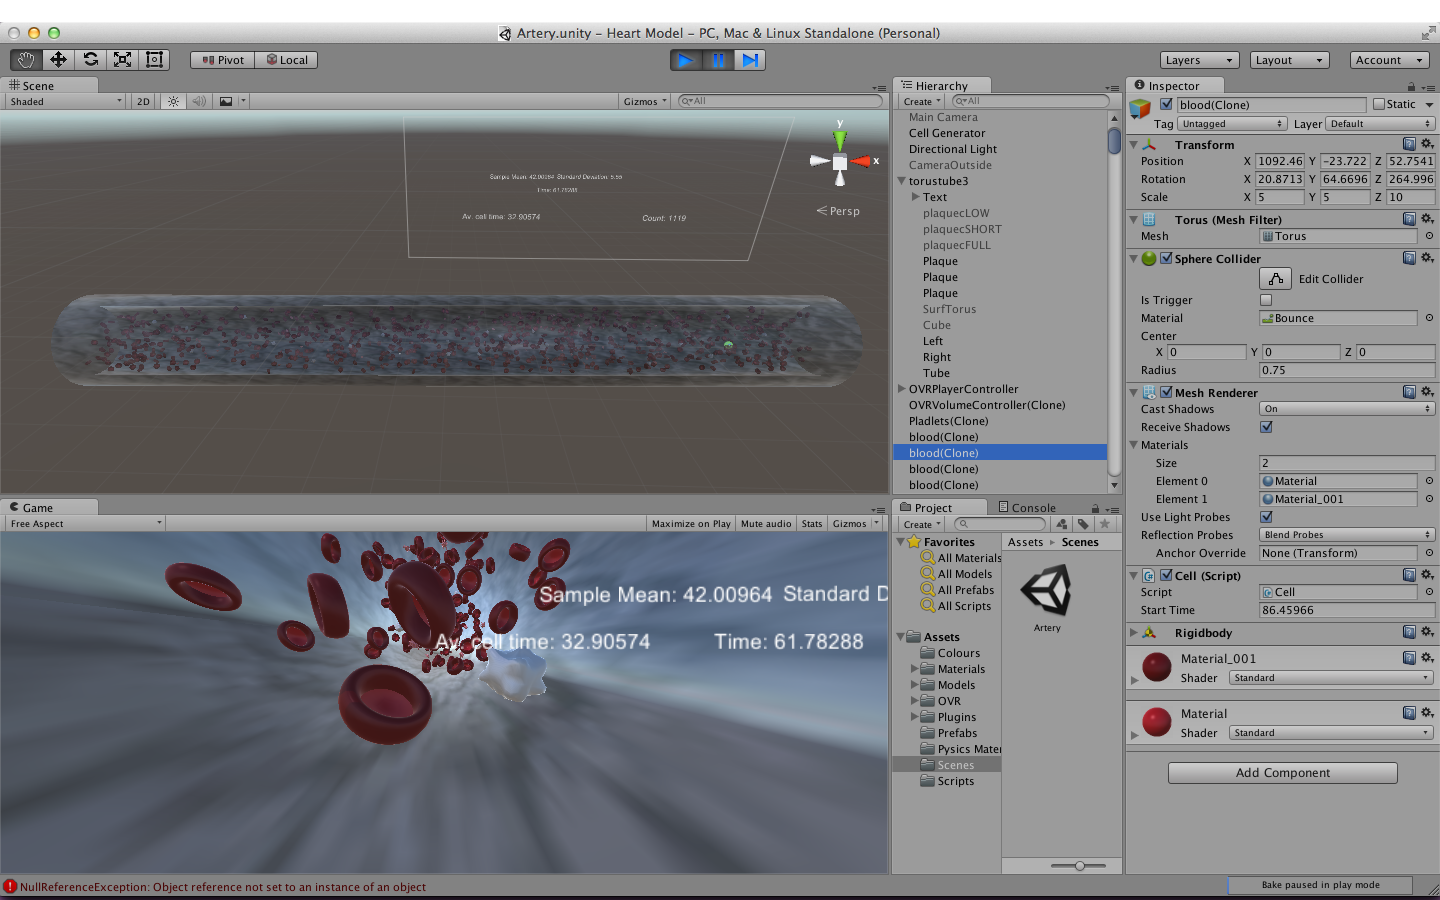 Artery.unity – Heart Model – PC, Mac & Linux Standalone (Personal)
Pivot Local Layers Layout Account
Scene
Shaded 2D Gizmos All
y
x
Persp
Sample Mean: 42.00964 Standard Deviation: 5.55
Time: 61.78288
Av. cell time: 32.90574 Count: 1119
Game
Free Aspect Maximize on Play Mute audio Stats Gizmos
Sample Mean: 42.00964 Standard D
Av. cell time: 32.90574 Time: 61.78288
Hierarchy
Create All
Main Camera
Cell Generator
Directional Light
CameraOutside
torustube3
Text
plaquecLOW
plaquecSHORT
plaquecFULL
Plaque
Plaque
Plaque
SurfTorus
Cube
Left
Right
Tube
OVRPlayerController
OVRVolumeController(Clone)
Pladlets(Clone)
blood(Clone)
blood(Clone)
blood(Clone)
blood(Clone)
Project Console
Create
Favorites
All Materials
All Models
All Prefabs
All Scripts
Assets
Colours
Materials
Models
OVR
Plugins
Prefabs
Pysics Mater
Scenes
Scripts
Assets Scenes
Artery
Inspector
blood(Clone) Static
Tag Untagged Layer Default
Transform
Position X 1092.46 Y -23.722 Z 52.7541
Rotation X 20.8713 Y 64.6696 Z 264.996
Scale X 5 Y 5 Z 10
Torus (Mesh Filter)
Mesh Torus
Sphere Collider
Edit Collider
Is Trigger
Material Bounce
Center
X 0 Y 0 Z 0
Radius 0.75
Mesh Renderer
Cast Shadows On
Receive Shadows
Materials
Size 2
Element 0 Material
Element 1 Material_001
Use Light Probes
Reflection Probes Blend Probes
Anchor Override None (Transform)
Cell (Script)
Script Cell
Start Time 86.45966
Rigidbody
Material_001
Shader Standard
Material
Shader Standard
Add Component
NullReferenceException: Object reference not set to an instance of an object
Bake paused in play mode